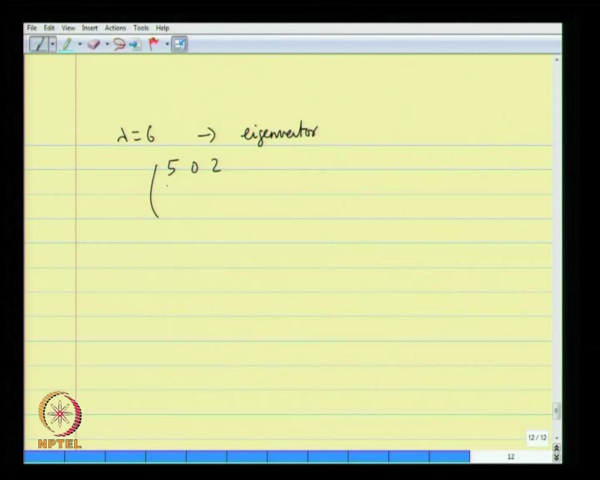 File Edit View Insert Actions Tools Help
λ = 6 → eigenvector
( 5 0 2
NPTEL
12 / 12
12